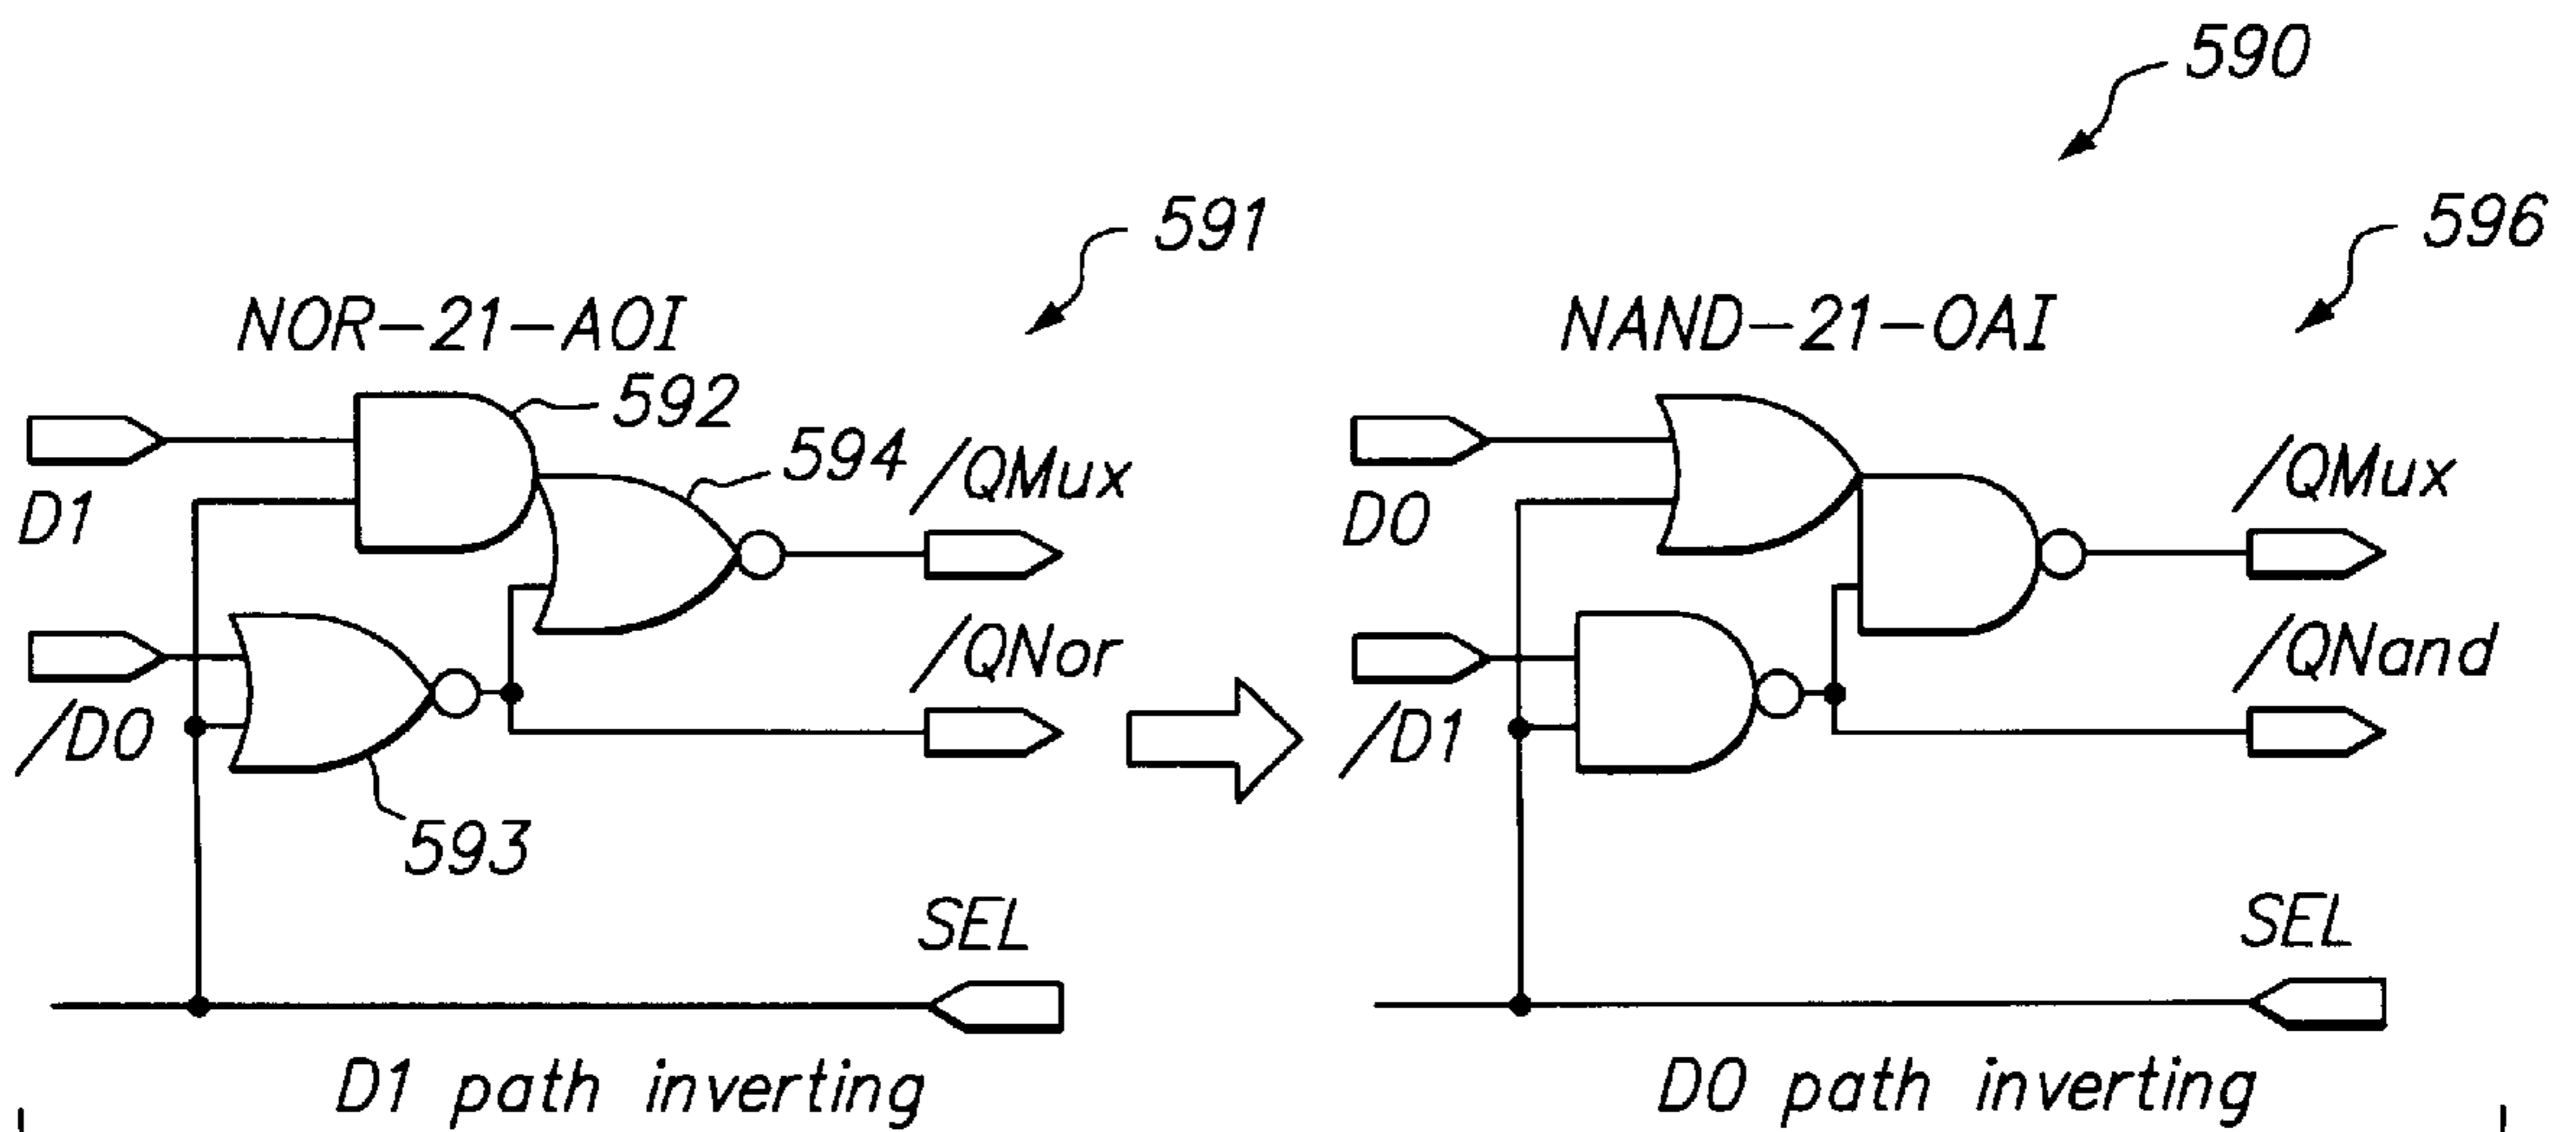 590
591
596
NOR-21-AOI
NAND-21-OAI
592
594
/QMux
/QMux
D1
D0
/QNor
/QNand
/D0
/D1
593
SEL
SEL
D1 path inverting
D0 path inverting